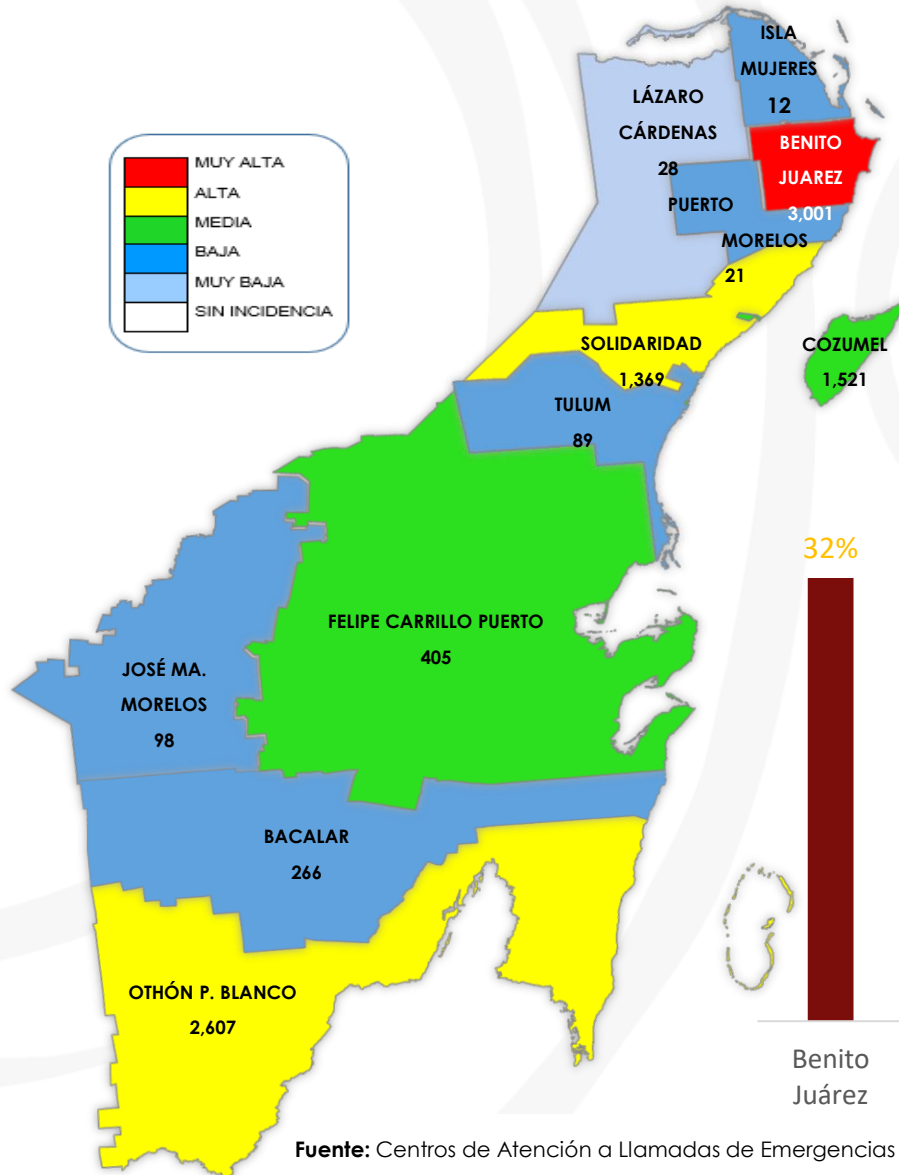 ISLA
MUJERES
12
LÁZARO
CÁRDENAS
28
BENITO
JUAREZ
3,001
PUERTO
MORELOS
21
MUY ALTA
ALTA
MEDIA
BAJA
MUY BAJA
SIN INCIDENCIA
SOLIDARIDAD
1,369
COZUMEL
1,521
TULUM
89
32%
FELIPE CARRILLO PUERTO
405
JOSÉ MA.
MORELOS
98
BACALAR
266
OTHÓN P. BLANCO
2,607
Benito
Juárez
Fuente: Centros de Atención a Llamadas de Emergencias